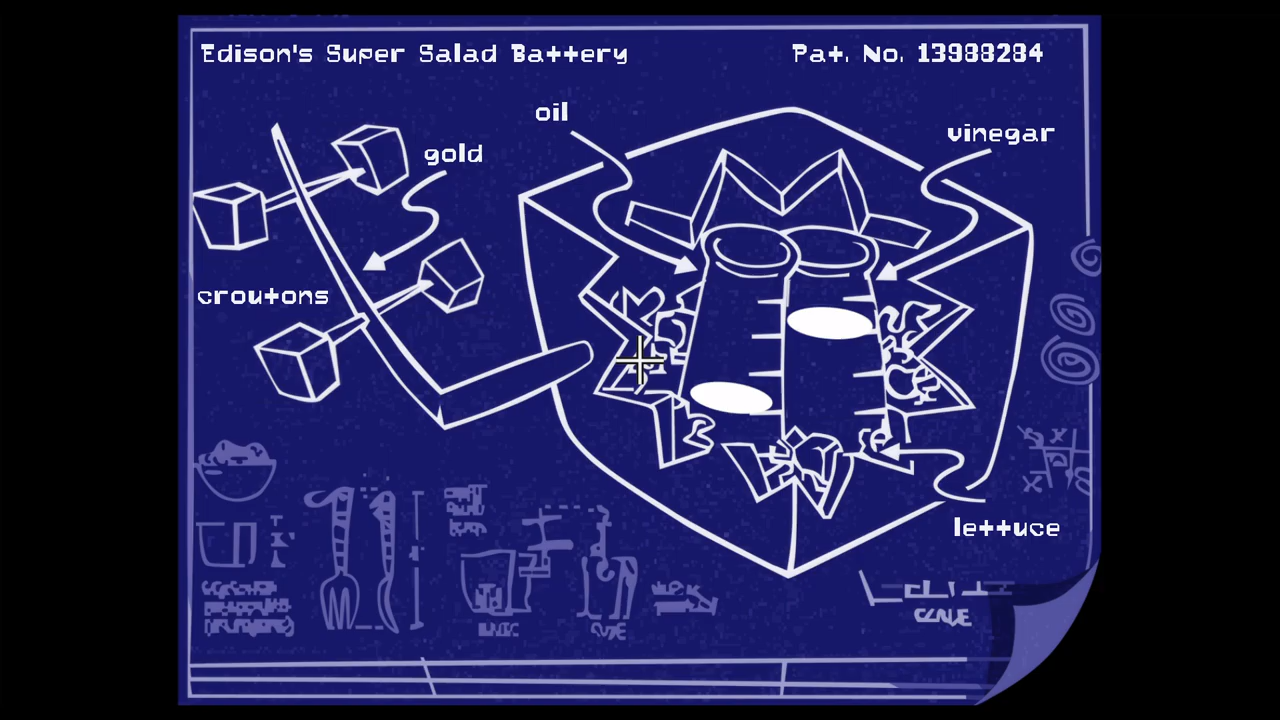 Edison's Super Salad Battery
Pat. No. 13988284
oil
vinegar
gold
croutons
lettuce